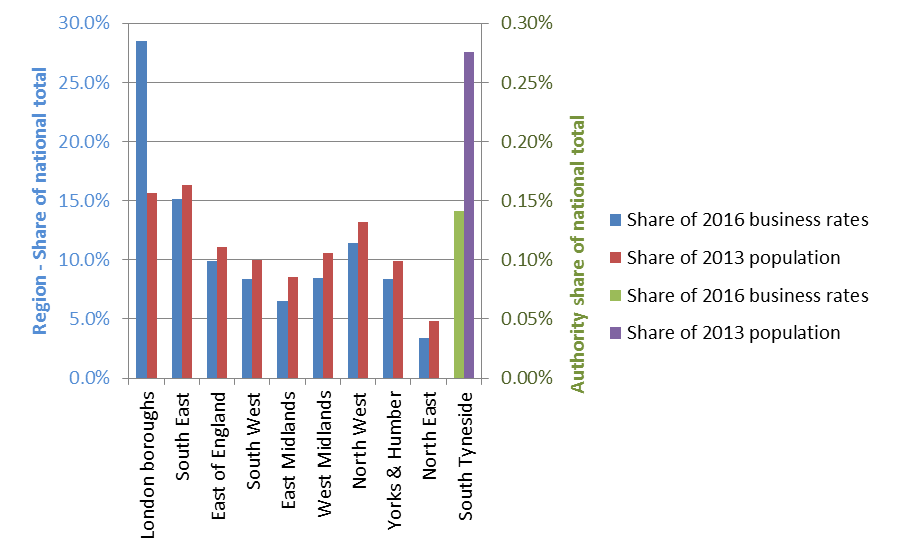 Region - Share of national total
30.0%
25.0%
20.0%
15.0%
10.0%
5.0%
0.0%
London boroughs
South East
East of England
South West
East Midlands
West Midlands
North West
Yorks & Humber
North East
South Tyneside
0.30%
0.25%
0.20%
0.15%
0.10%
0.05%
0.00%
Authority share of national total
Share of 2016 business rates
Share of 2013 population
Share of 2016 business rates
Share of 2013 population